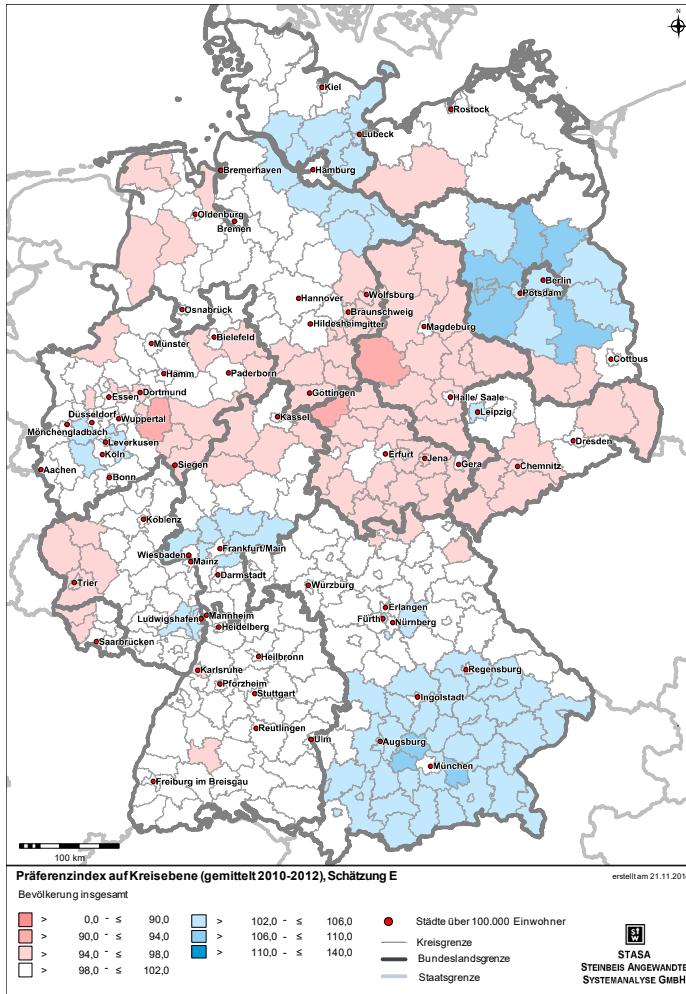 N
Kiel
Rostock
Lübeck
Bremerhaven
Hamburg
Oldenburg
Bremen
Berlin
Potsdam
Hannover
Wolfsburg
Osnabrück
Braunschweig
Hildesheimgitter
Magdeburg
Bielefeld
Münster
Cottbus
Hamm
Paderborn
Göttingen
Essen
Dortmund
Halle/ Saale
Leipzig
Kassel
Düsseldorf
Wuppertal
Mönchengladbach
Leverkusen
Dresden
Köln
Erfurt
Jena
Gera
Siegen
Chemnitz
Aachen
Bonn
Koblenz
Frankfurt/Main
Wiesbaden
Mainz
Darmstadt
Trier
Würzburg
Erlangen
Mannheim
Ludwigshafen
Fürth
Nürnberg
Heidelberg
Saarbrücken
Heilbronn
Karlsruhe
Regensburg
Pforzheim
Stuttgart
Ingolstadt
Reutlingen
Ulm
Augsburg
München
Freiburg im Breisgau
100 km
Präferenzindex auf Kreisebene (gemittelt 2010-2012), Schätzung E
erstellt am 21.11.201
Bevölkerung insgesamt
> 0,0 - ≤ 90,0
> 90,0 - ≤ 94,0
> 94,0 - ≤ 98,0
> 98,0 - ≤ 102,0
> 102,0 - ≤ 106,0
> 106,0 - ≤ 110,0
> 110,0 - ≤ 140,0
Städte über 100.000 Einwohner
Kreisgrenze
Bundeslandsgrenze
Staatsgrenze
STASA
STEINBEIS ANGEWANDTE
SYSTEMANALYSE GMBH